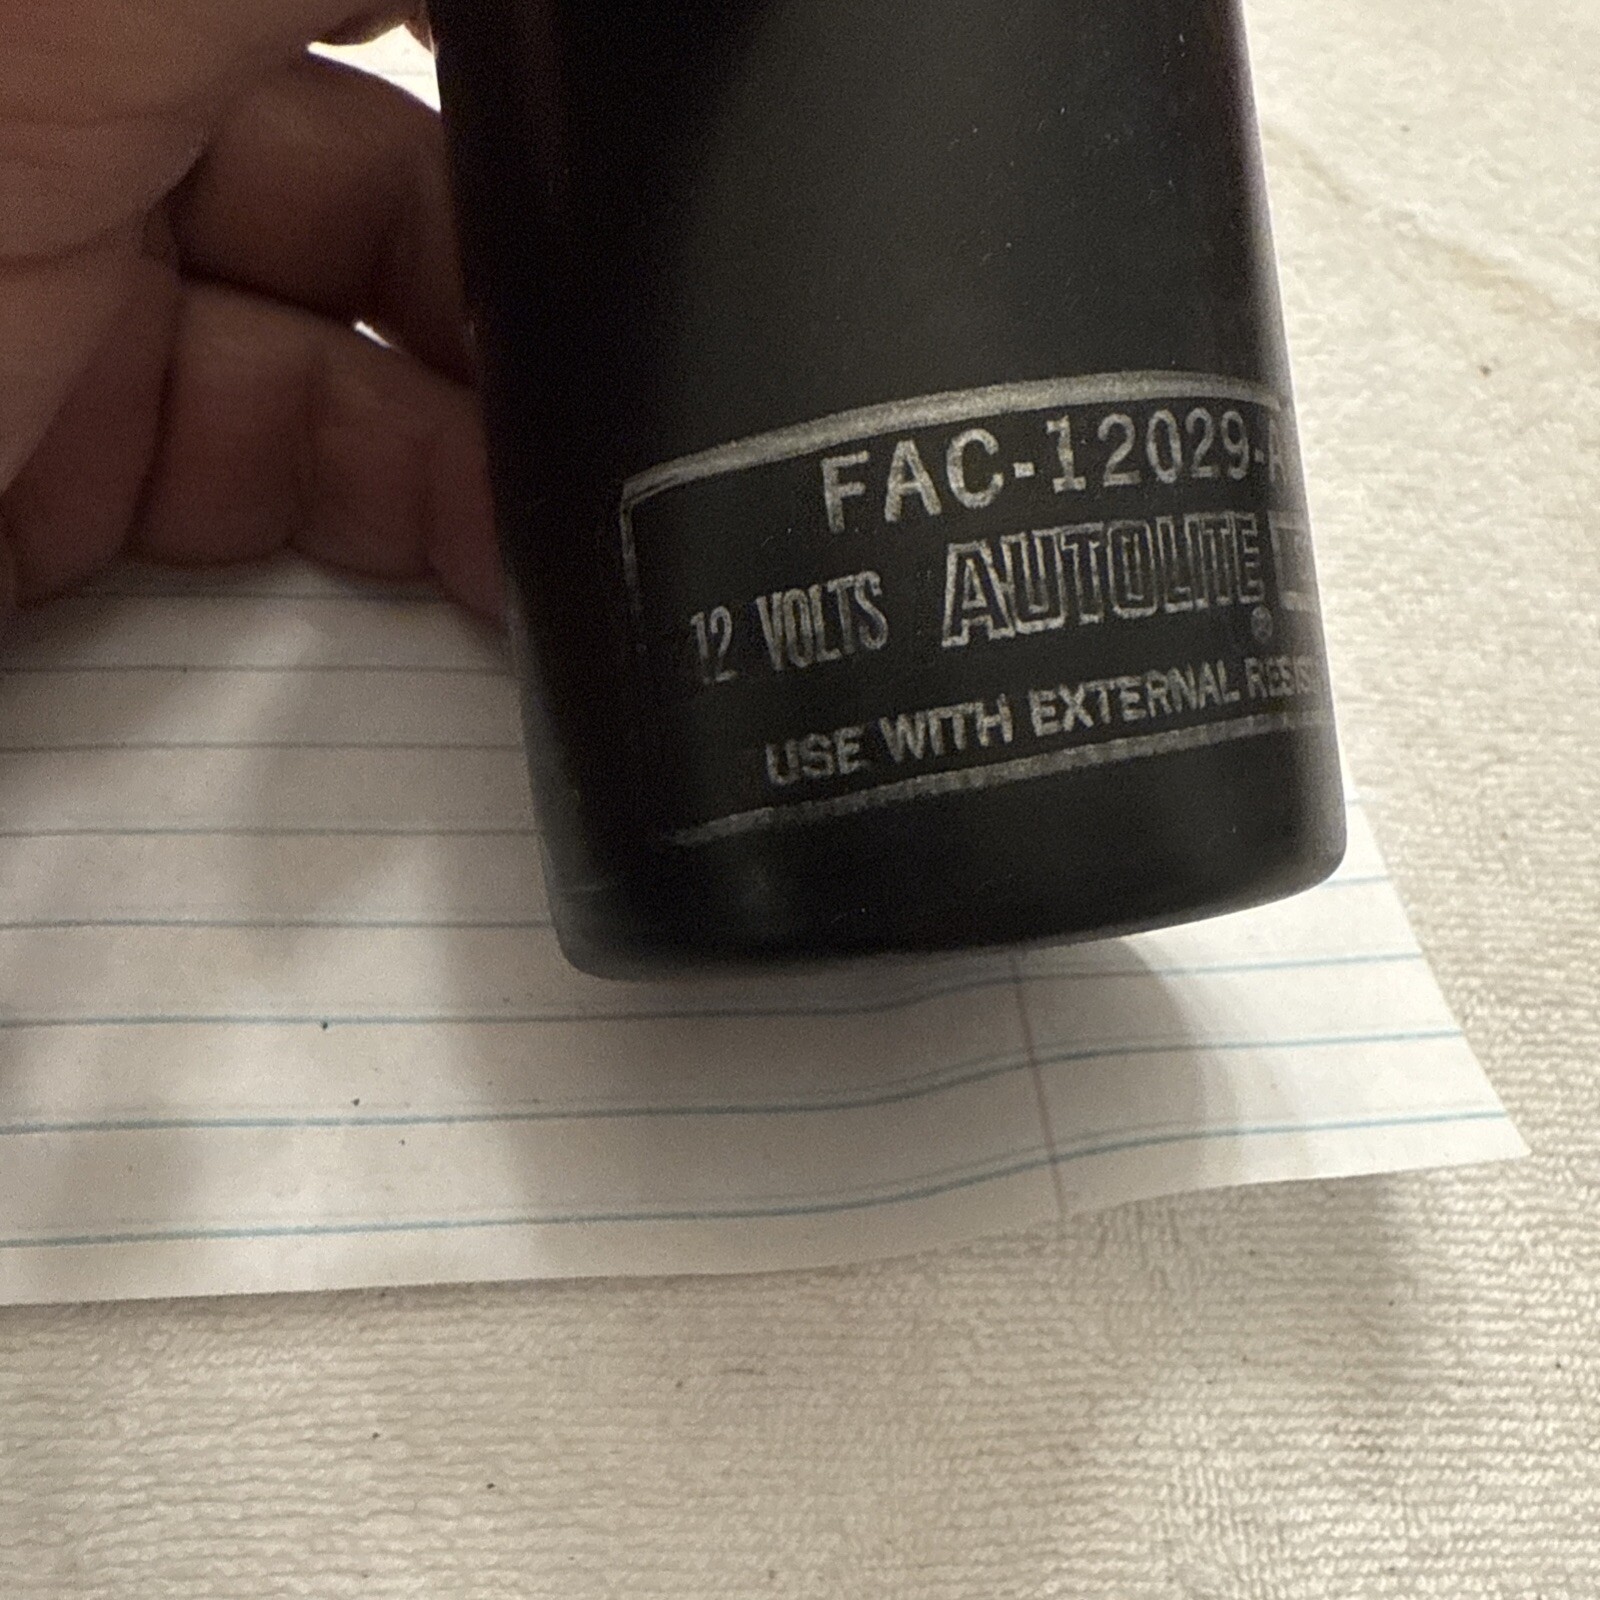 FAC-12029-A
12 VOLTS AUTOLITE ®
USE WITH EXTERNAL